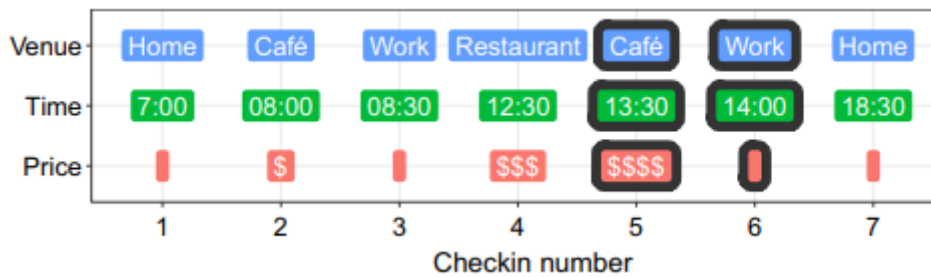 Venue Home Café Work Restaurant Café Work Home
Time 7:00 08:00 08:30 12:30 13:30 14:00 18:30
Price $ $$$ $$$$
1 2 3 4 5 6 7
Checkin number